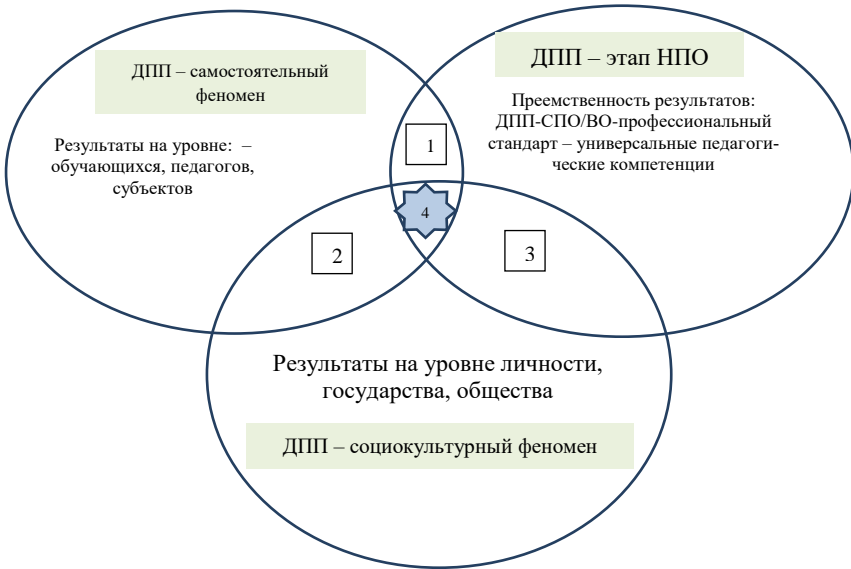 ДПП – самостоятельный
феномен
Результаты на уровне: –
обучающихся, педагогов,
субъектов
ДПП – этап НПО
Преемственность результатов:
ДПП-СПО/ВО-профессиональный
стандарт – универсальные педагоги-
ческие компетенции
1
4
2
3
Результаты на уровне личности,
государства, общества
ДПП – социокультурный феномен